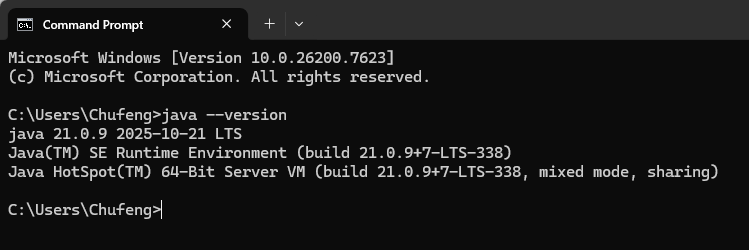 Command Prompt
Microsoft Windows [Version 10.0.26200.7623]
(c) Microsoft Corporation. All rights reserved.
C:\Users\Chufeng>java --version
java 21.0.9 2025-10-21 LTS
Java(TM) SE Runtime Environment (build 21.0.9+7-LTS-338)
Java HotSpot(TM) 64-Bit Server VM (build 21.0.9+7-LTS-338, mixed mode, sharing)
C:\Users\Chufeng>